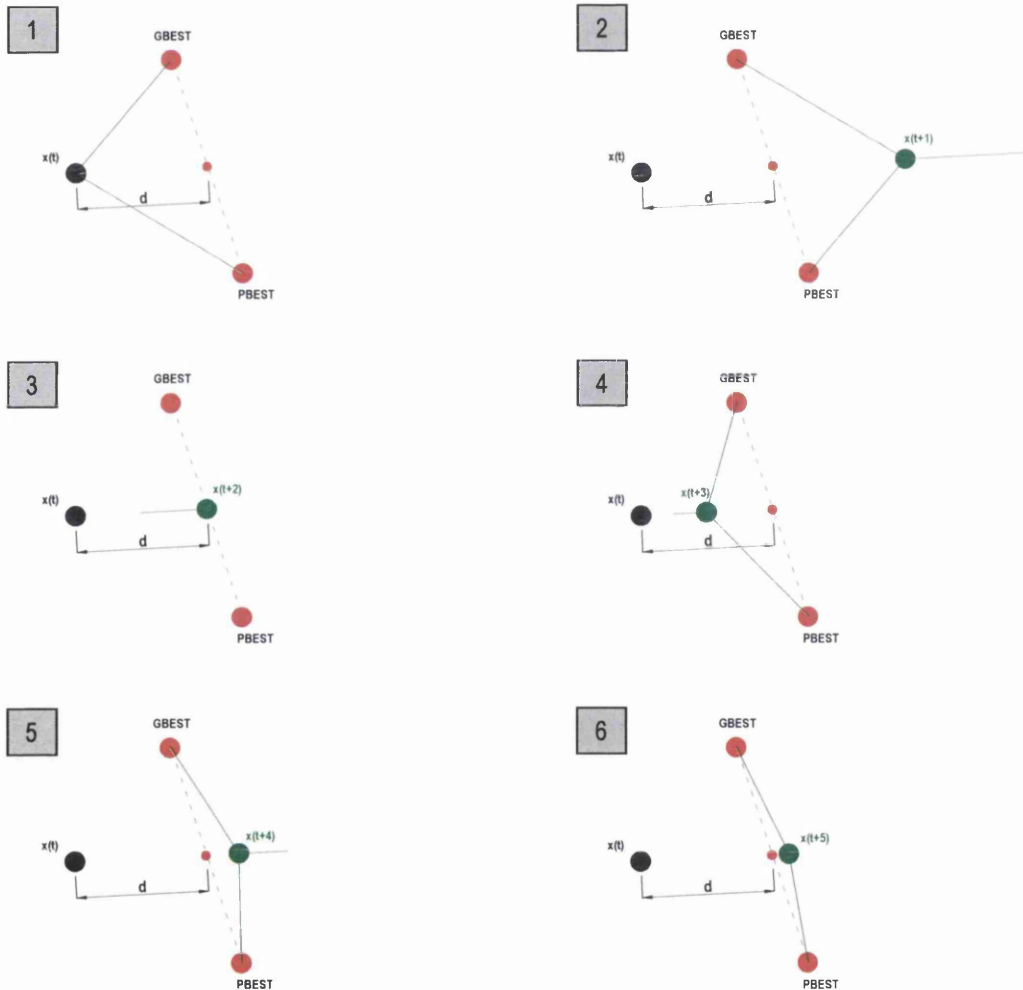 1
GBEST
x(t)
d
PBEST
2
GBEST
x(t)
x(t+1)
d
PBEST
3
GBEST
x(t)
x(t+2)
d
PBEST
4
GBEST
x(t)
x(t+3)
d
PBEST
5
GBEST
x(t)
x(t+4)
d
PBEST
6
GBEST
x(t)
x(t+5)
d
PBEST